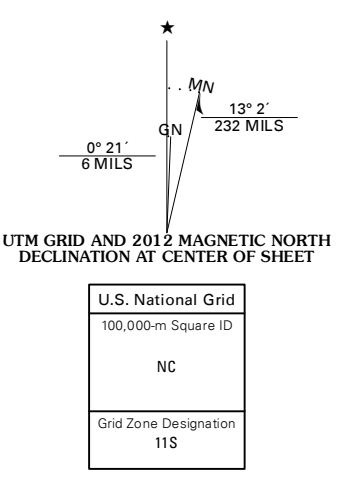 MN
13° 2´
232 MILS
GN
0° 21´
6 MILS
UTM GRID AND 2012 MAGNETIC NORTH
DECLINATION AT CENTER OF SHEET
U.S. National Grid
100,000-m Square ID
NC
Grid Zone Designation
11S